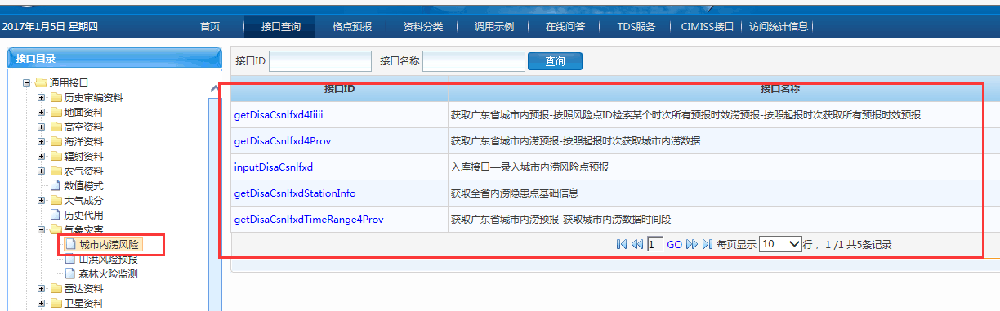 2017年1月5日 星期四 首页 接口查询 格点预报 资料分类 调用示例 在线问答 TDS服务 CIMISS接口 访问统计信息
接口目录
通用接口
历史审编资料
地面资料
高空资料
海洋资料
辐射资料
农气资料
数值模式
大气成分
历史代用
气象灾害
城市内涝风险
山洪风险预报
森林火险监测
雷达资料
卫星资料
接口ID 接口名称 查询
接口ID 接口名称
getDisaCsnlfxd4Iiiii 获取广东省城市内预报-按照风险点ID检索某个时次所有预报时效涝预报-按照起报时次获取所有预报时效预报
getDisaCsnlfxd4Prov 获取广东省城市内涝预报-按照起报时次获取城市内涝数据
inputDisaCsnlfxd 入库接口—录入城市内涝风险点预报
getDisaCsnlfxdStationInfo 获取全省内涝隐患点基础信息
getDisaCsnlfxdTimeRange4Prov 获取广东省城市内涝预报-获取城市内涝数据时间段
1 GO 每页显示 10 行， 1 /1 共5条记录